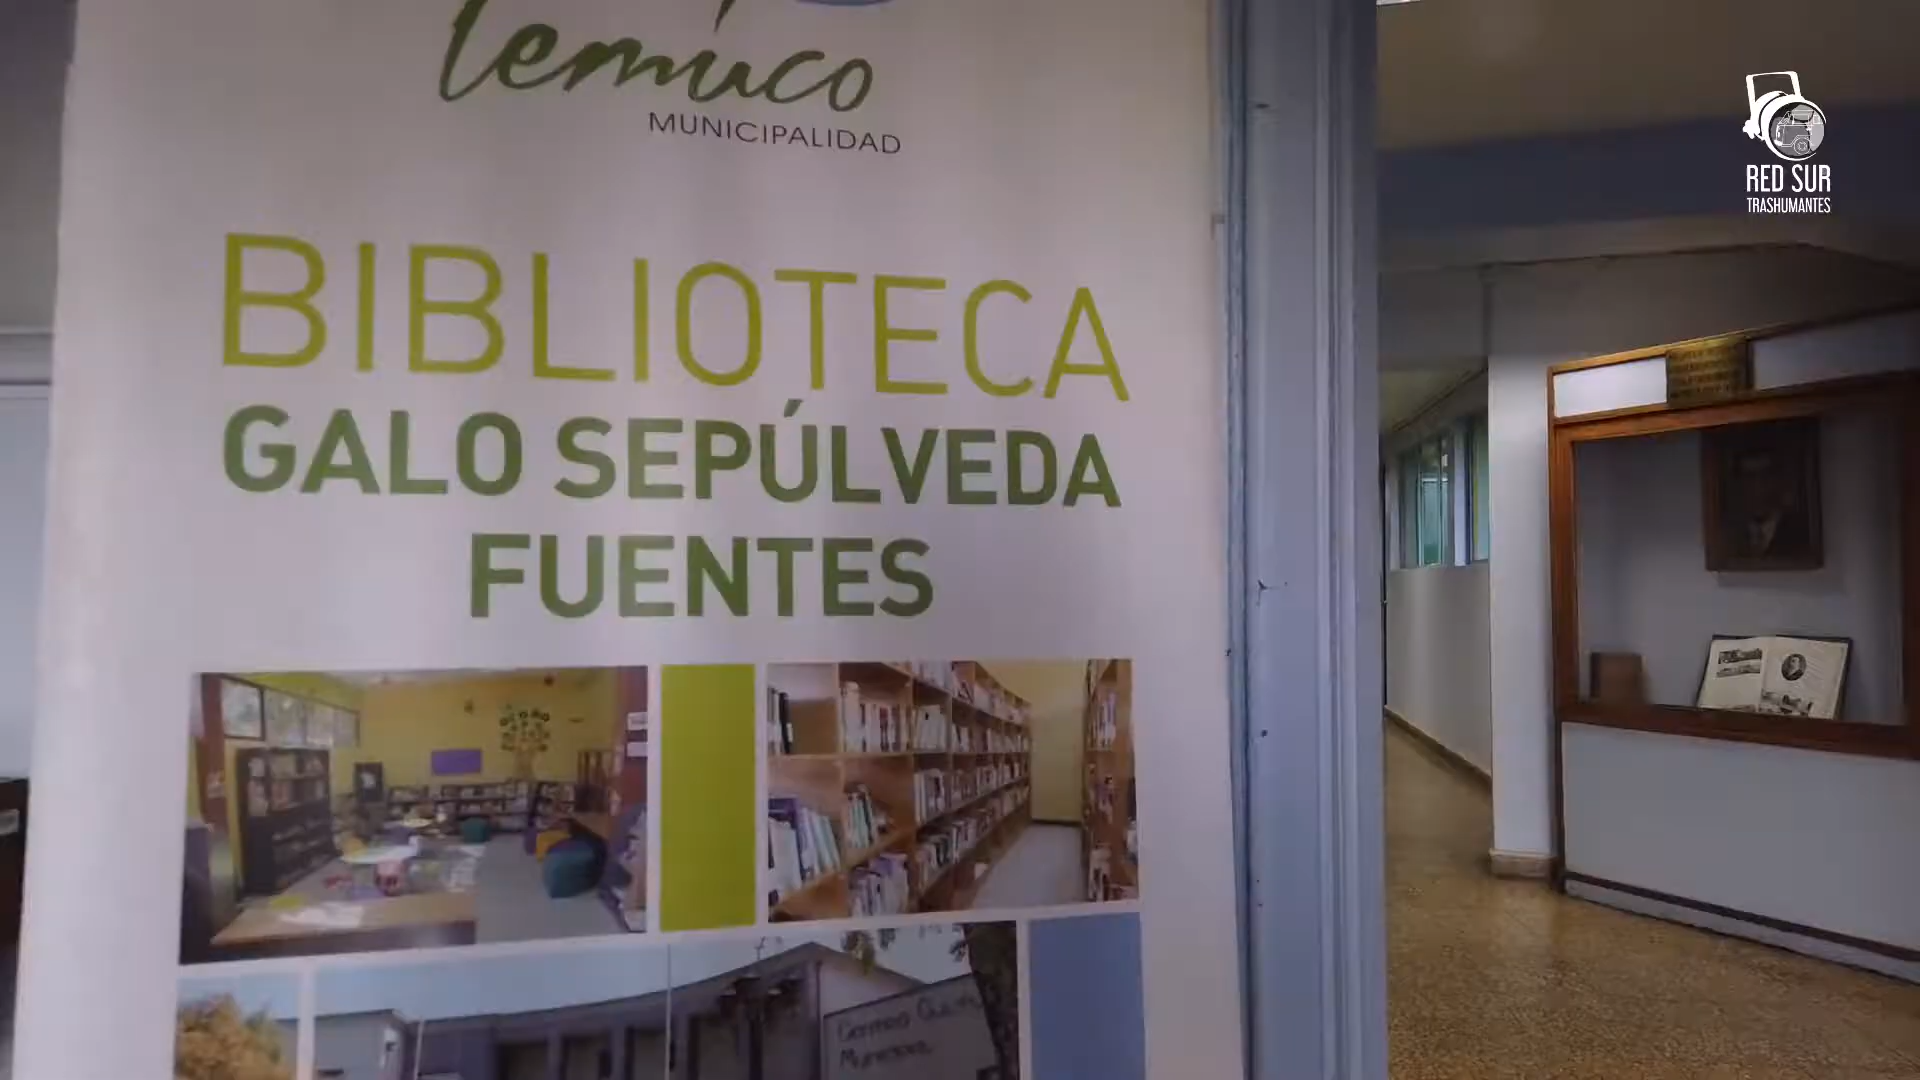 Temuco
MUNICIPALIDAD
BIBLIOTECA
GALO SEPÚLVEDA
FUENTES
RED SUR
TRASHUMANTES